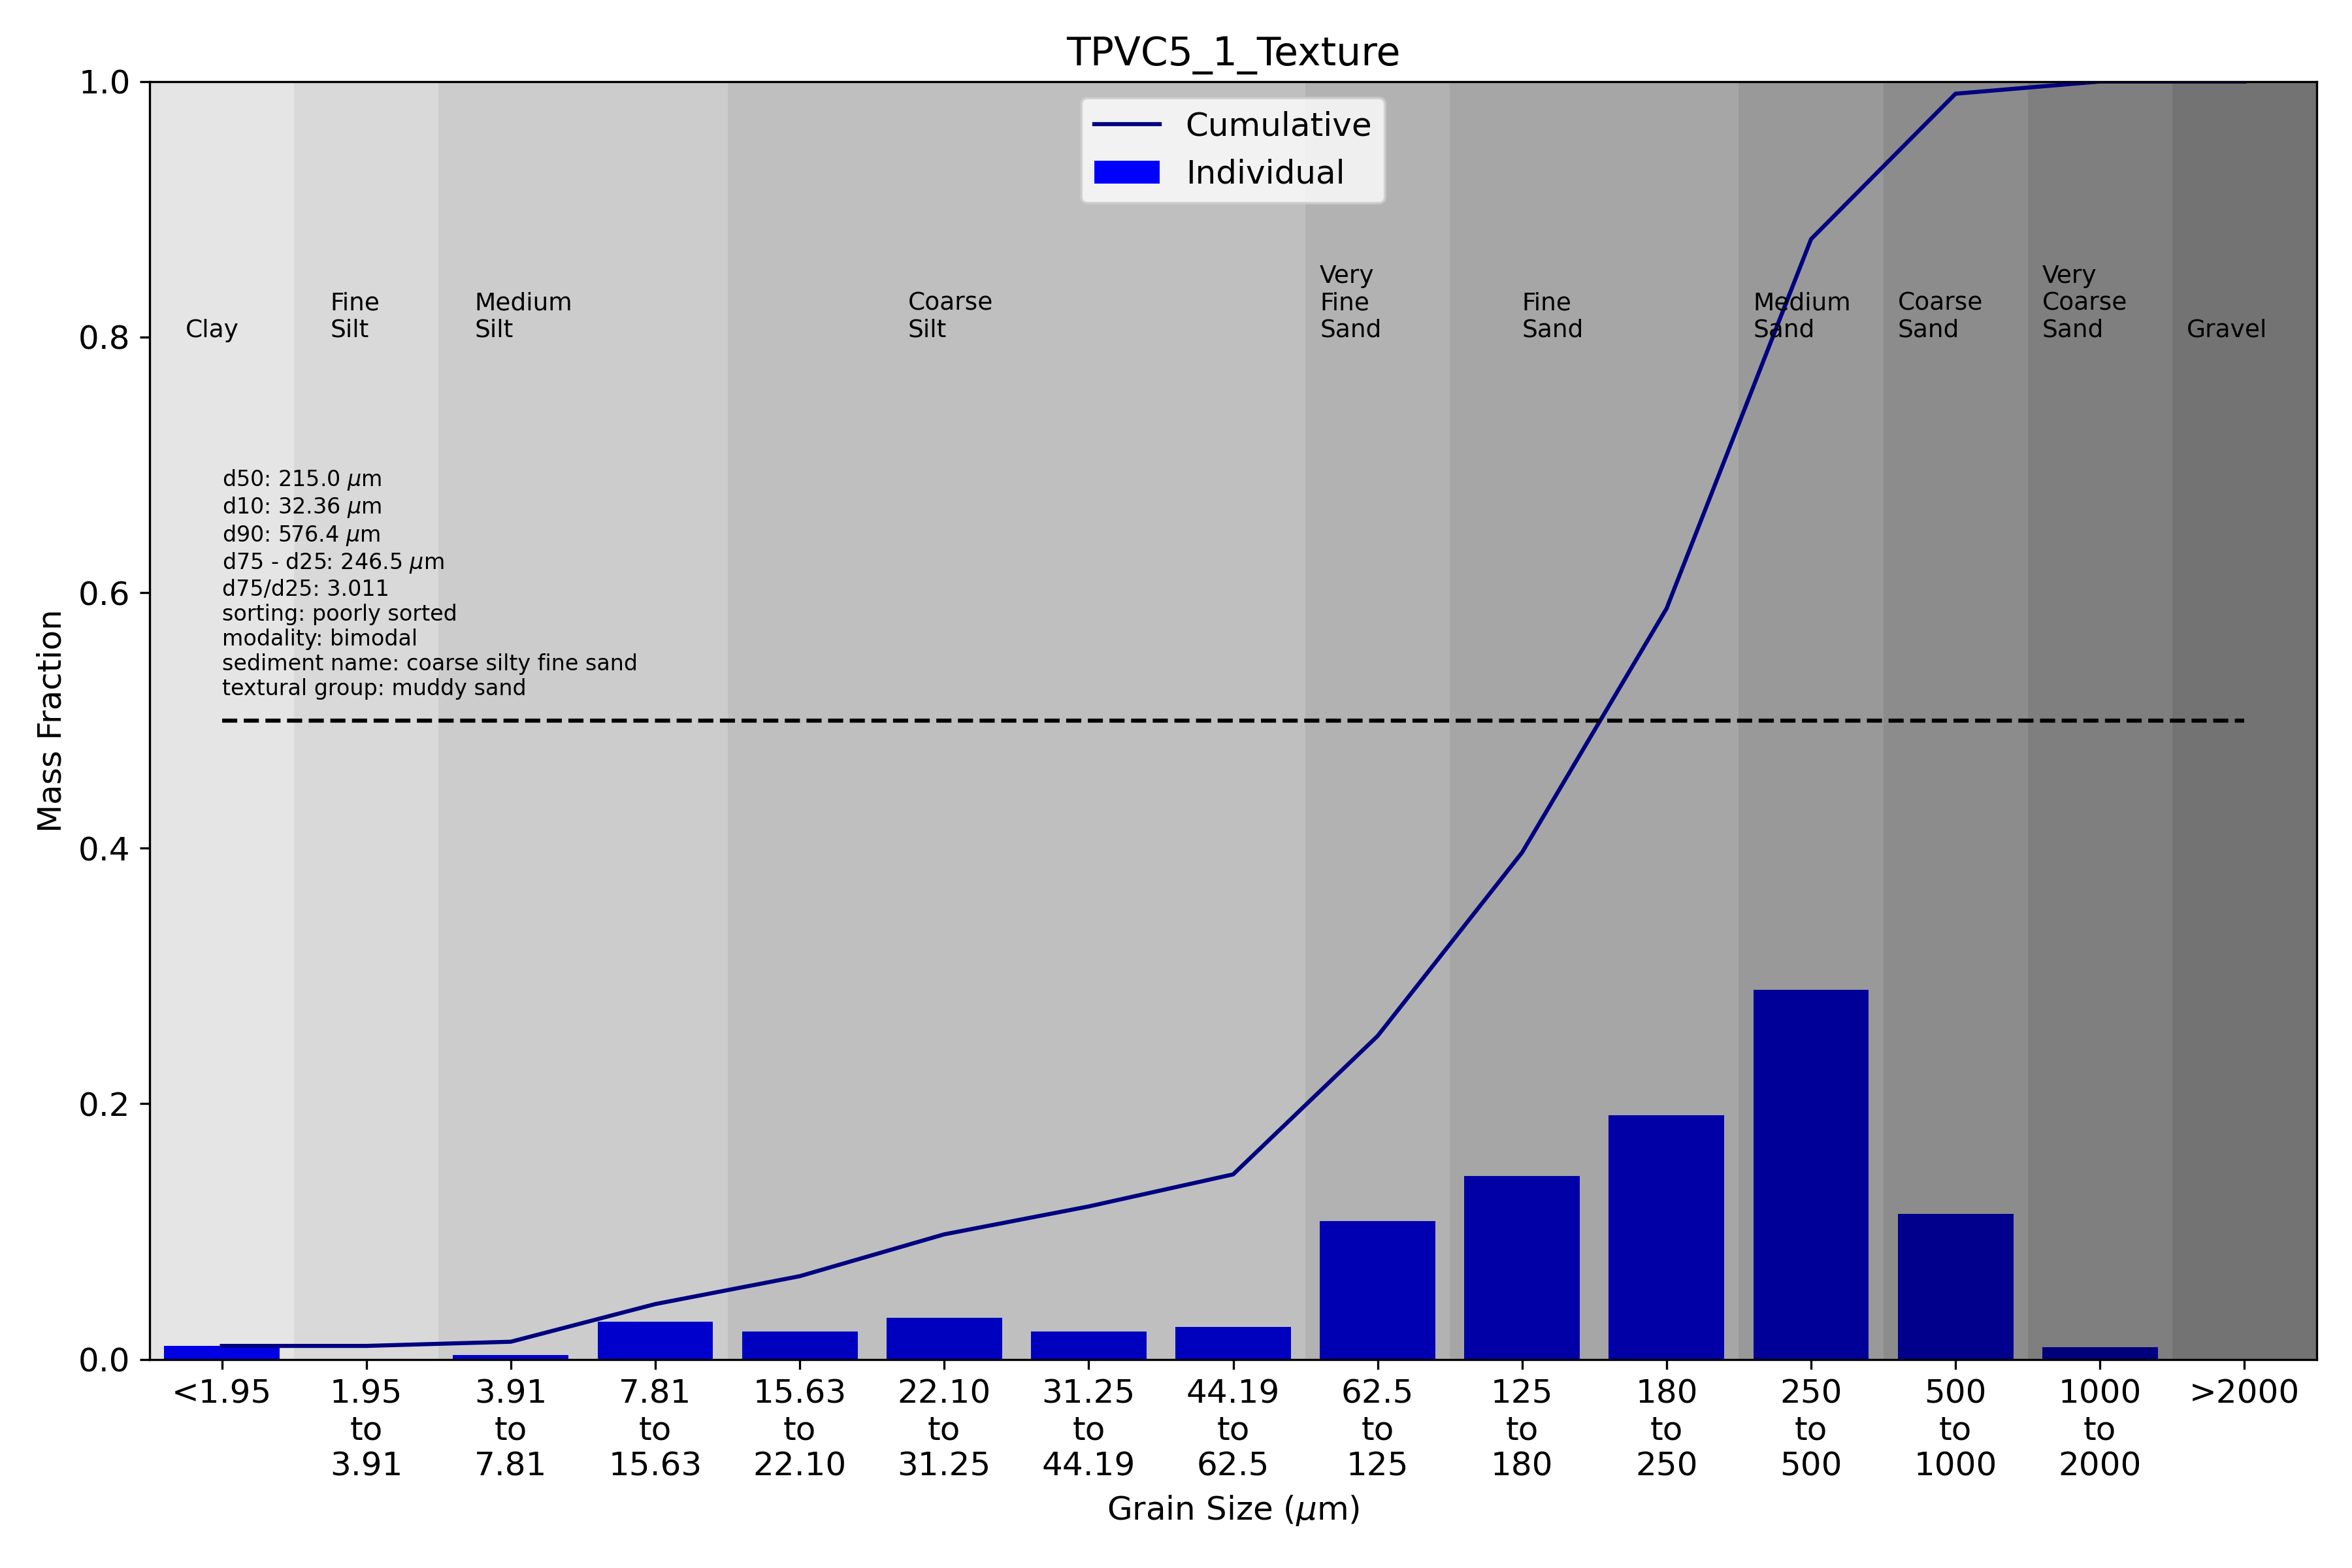 TPVC5_1_Texture
1.0
0.8
0.6
0.4
0.2
0.0
Mass Fraction
Cumulative
Individual
Clay
Fine
Silt
Medium
Silt
Coarse
Silt
Very
Fine
Sand
Fine
Sand
Medium
Sand
Coarse
Sand
Very
Coarse
Sand
Gravel
d50: 215.0 μm
d10: 32.36 μm
d90: 576.4 μm
d75 - d25: 246.5 μm
d75/d25: 3.011
sorting: poorly sorted
modality: bimodal
sediment name: coarse silty fine sand
textural group: muddy sand
<1.95
1.95
to
3.91
3.91
to
7.81
7.81
to
15.63
15.63
to
22.10
22.10
to
31.25
31.25
to
44.19
44.19
to
62.5
62.5
to
125
125
to
180
180
to
250
250
to
500
500
to
1000
1000
to
2000
>2000
Grain Size (μm)